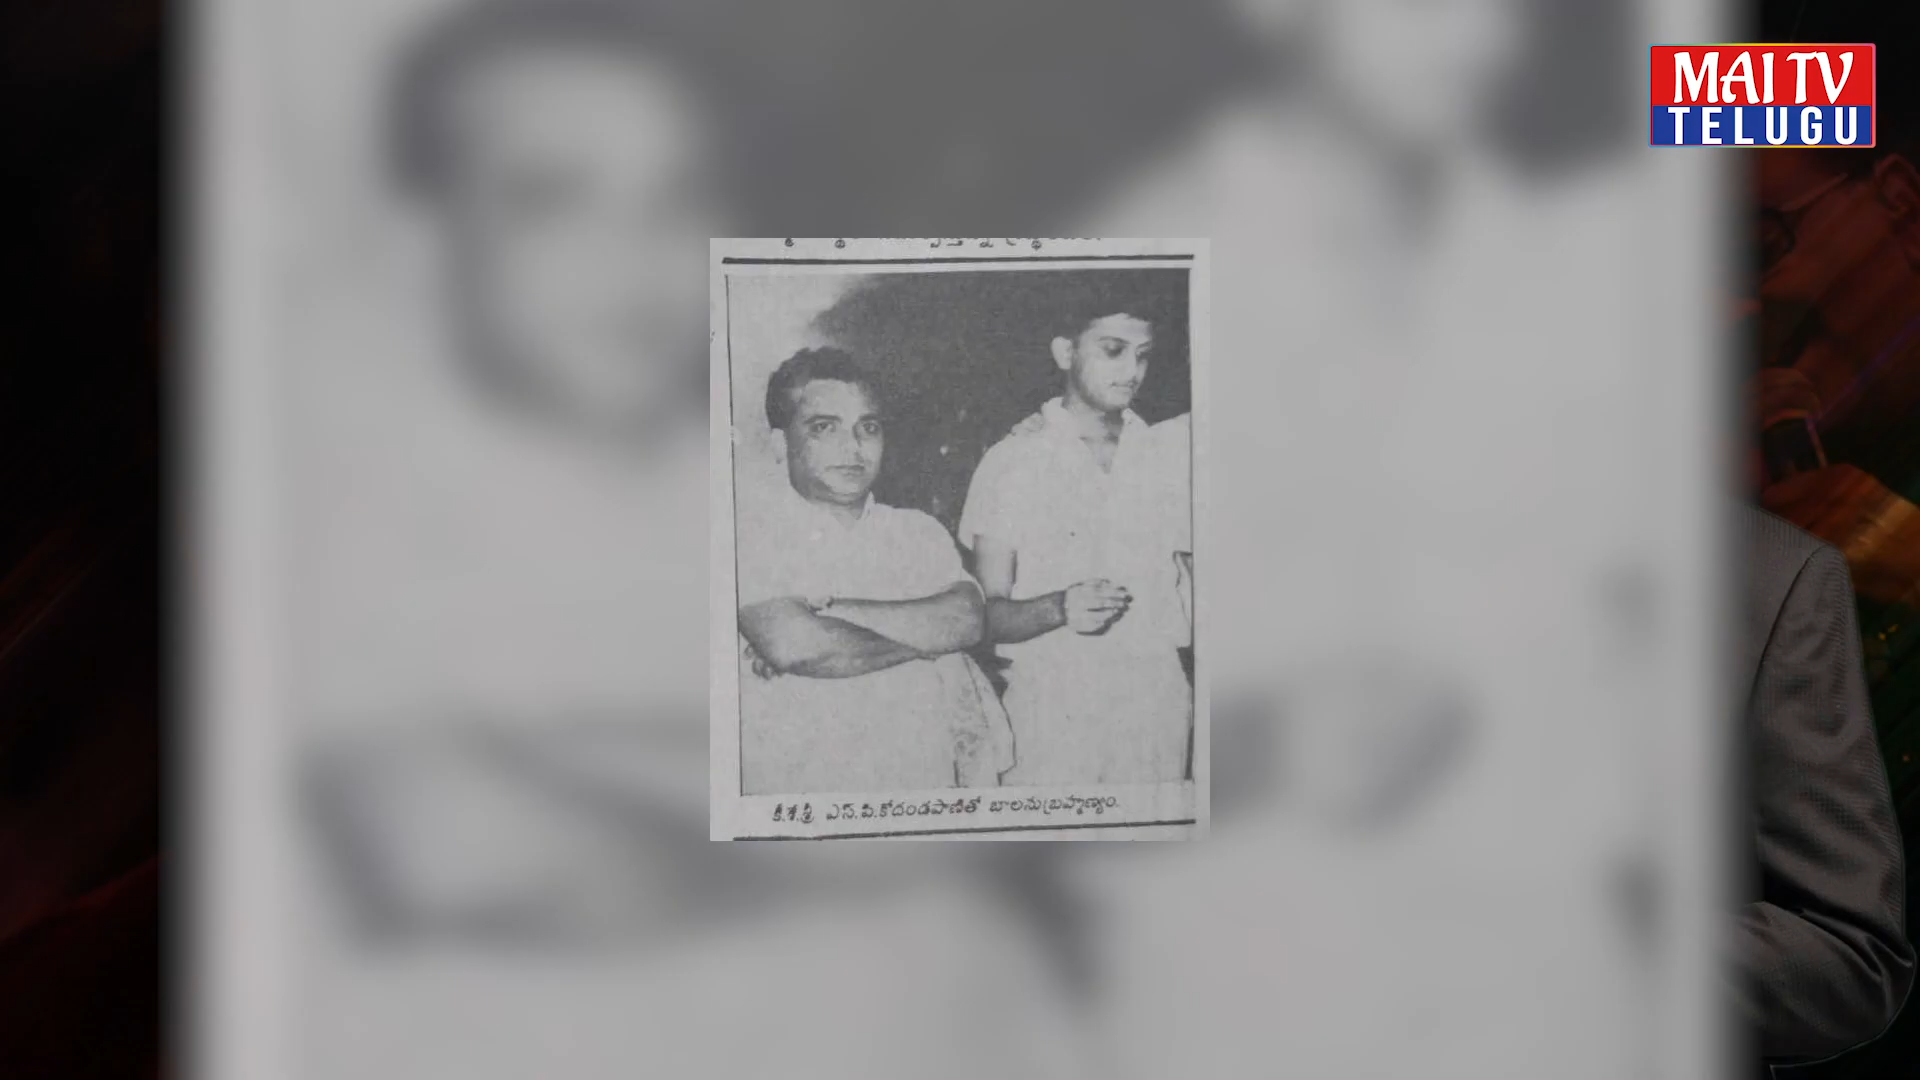 MAI TV
TELUGU
కీ.శే.శ్రీ ఎస్.పి.కోదండపాణితో బాలసుబ్రహ్మణ్యం.